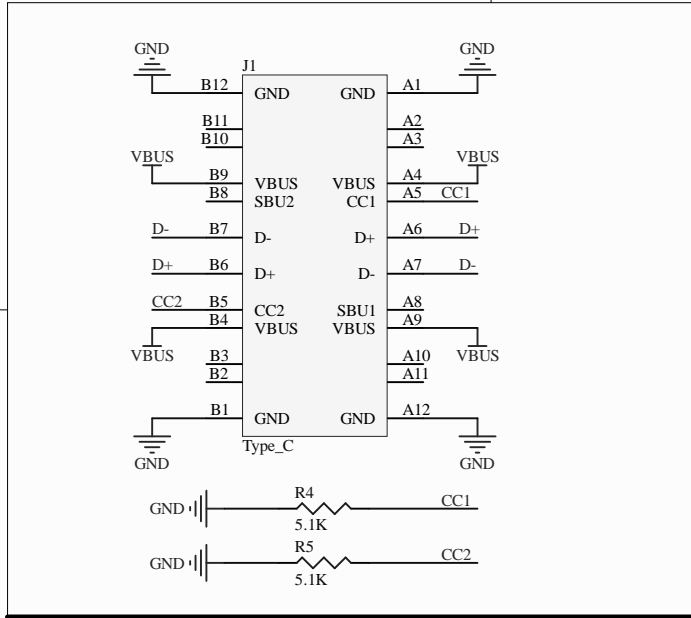 GND GND
J1
B12 GND GND A1
B11 A2
B10 A3
VBUS VBUS
B9 VBUS VBUS A4
B8 SBU2 CC1 A5 CC1
D- B7 D- D+ A6 D+
D+ B6 D+ D- A7 D-
CC2 B5 CC2 SBU1 A8
B4 VBUS VBUS A9
VBUS VBUS
B3 A10
B2 A11
B1 GND GND A12
Type_C
GND GND
R4
GND CC1
5.1K
R5
GND CC2
5.1K